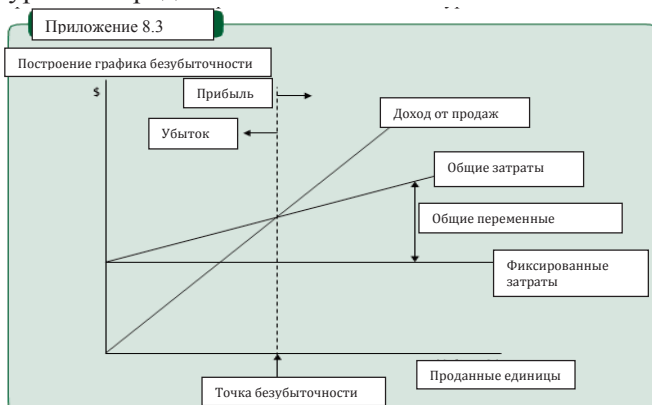 Приложение 8.3
Построение графика безубыточности
$
Прибыль
Убыток
Доход от продаж
Общие затраты
Общие переменные
Фиксированные
затраты
Проданные единицы
Точка безубыточности